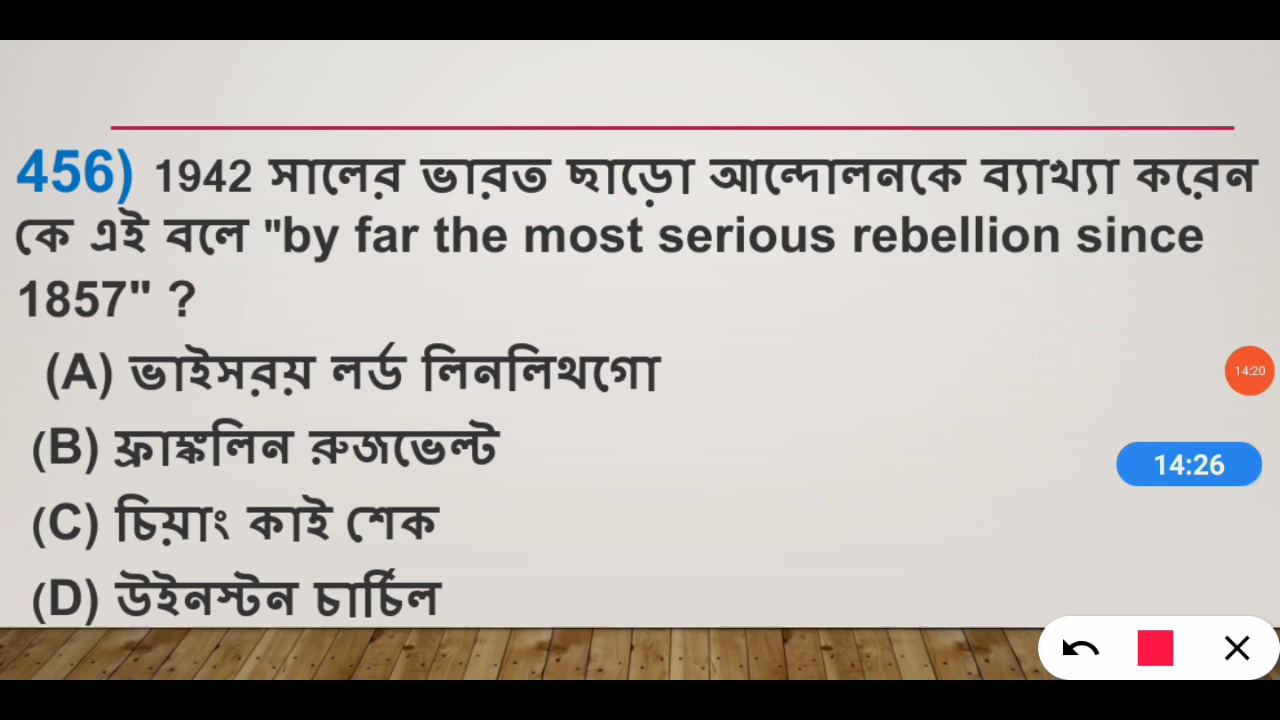 456) 1942 সালের ভারত ছাড়ো আন্দোলনকে ব্যাখ্যা করেন
কে এই বলে "by far the most serious rebellion since
1857" ?
(A) ভাইসরয় লর্ড লিনলিথগো
14:20
(B) ফ্রাঙ্কলিন রুজভেল্ট
14:26
(C) চিয়াং কাই শেক
(D) উইনস্টন চার্চিল